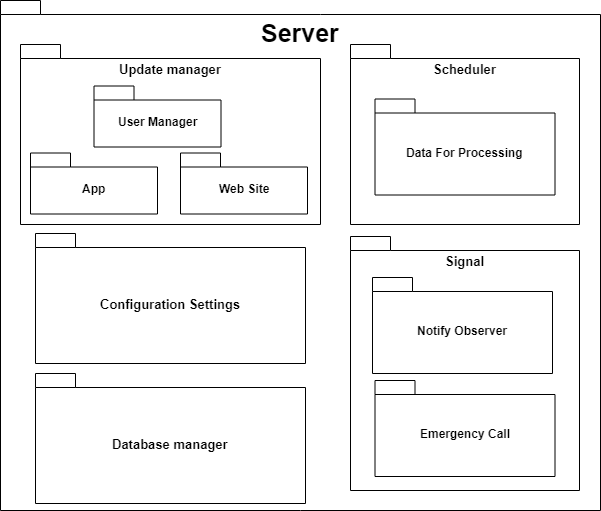 Server
Update manager
User Manager
App
Web Site
Scheduler
Data For Processing
Configuration Settings
Signal
Notify Observer
Emergency Call
Database manager